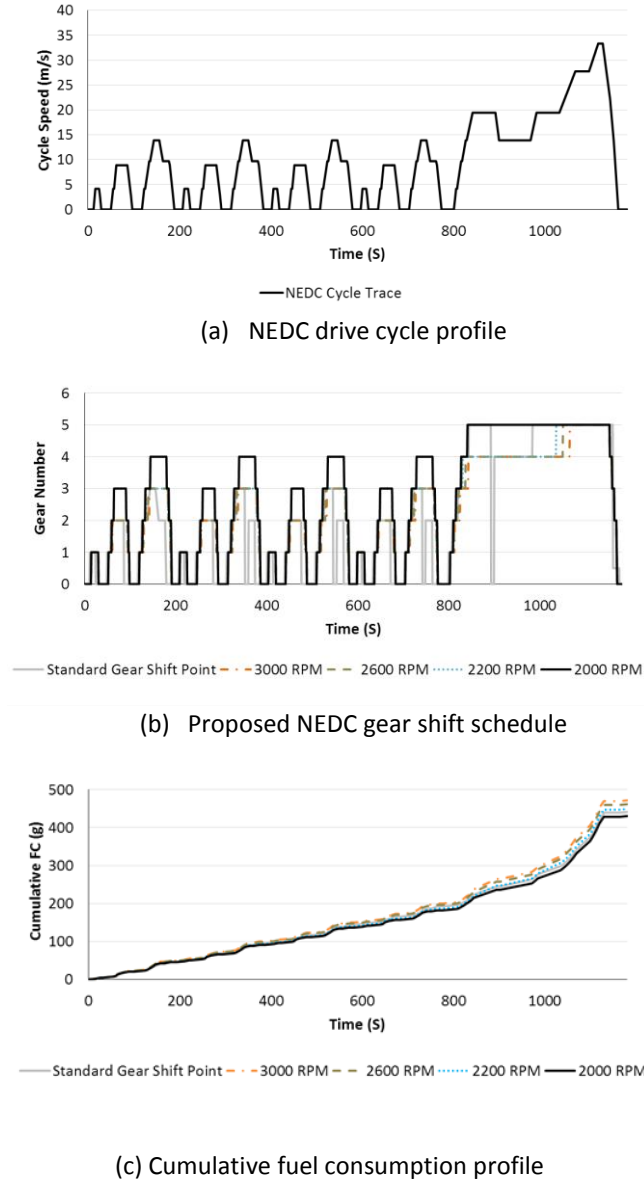 40
35
30
25
20
15
10
5
0
Cycle Speed (m/s)
0 200 400 600 800 1000
Time (S)
NEDC Cycle Trace
(a) NEDC drive cycle profile
6
5
4
3
2
1
0
Gear Number
0 200 400 600 800 1000
Time (S)
Standard Gear Shift Point 3000 RPM 2600 RPM 2200 RPM 2000 RPM
(b) Proposed NEDC gear shift schedule
500
400
300
200
100
0
Cumulative FC (g)
0 200 400 600 800 1000
Time (S)
Standard Gear Shift Point 3000 RPM 2600 RPM 2200 RPM 2000 RPM
(c) Cumulative fuel consumption profile